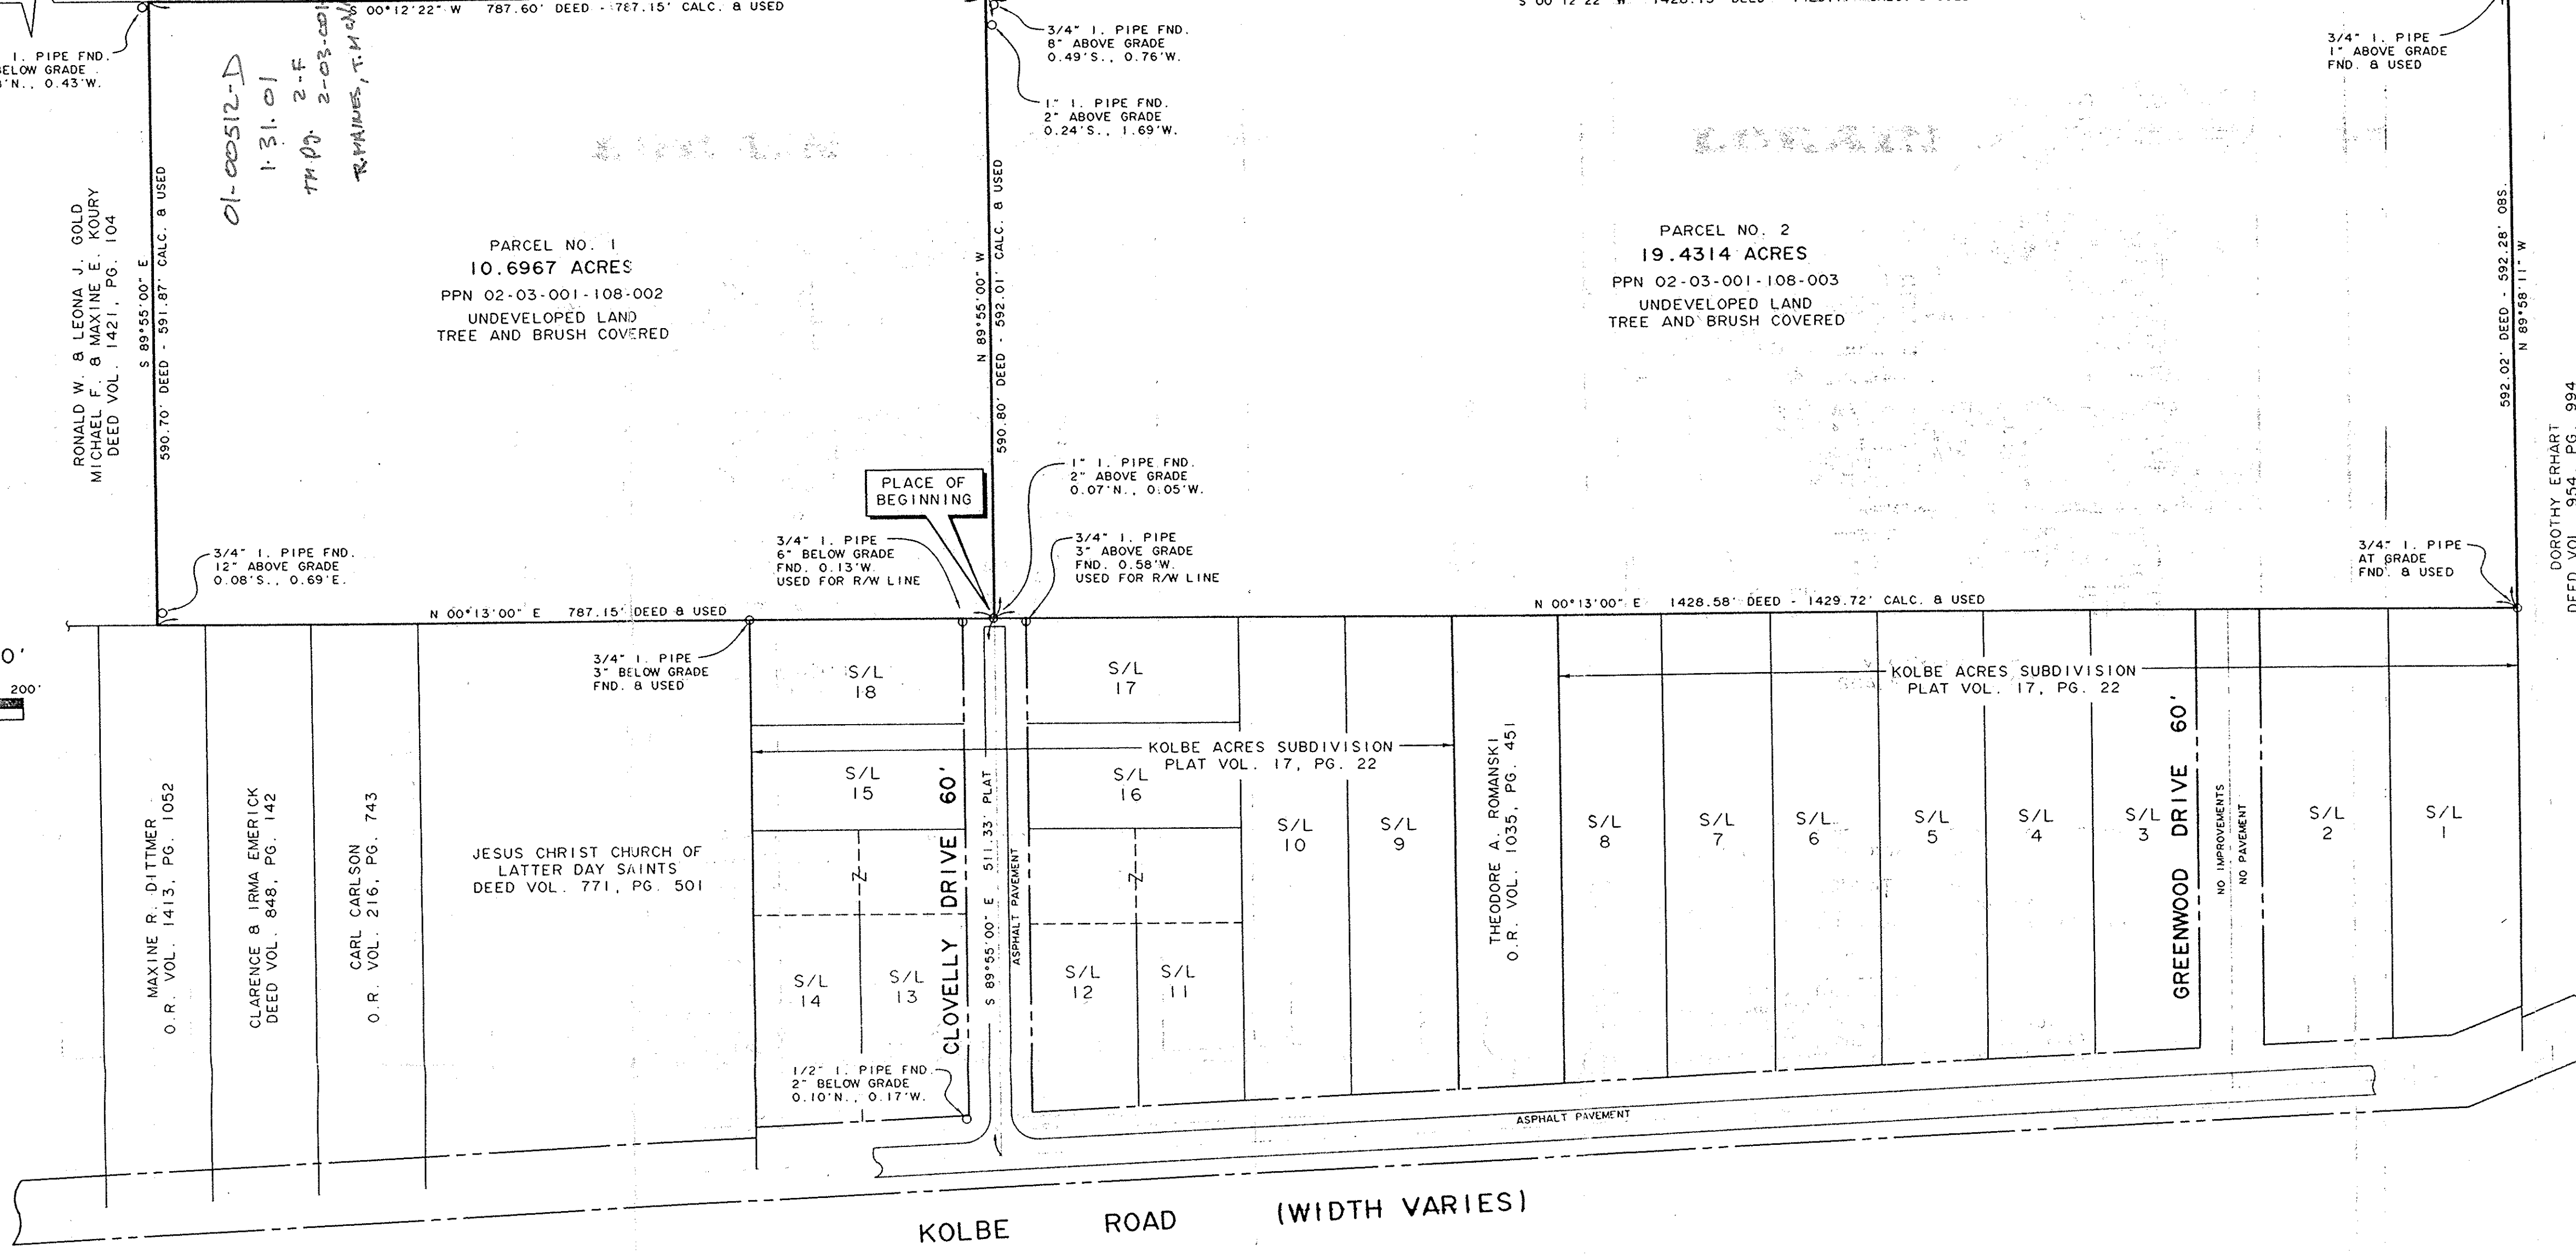 S 00°12'22" W 787.60' DEED - 787.15' CALC. & USED
I. PIPE FND.
BELOW GRADE
'N., 0.43'W.
01-00512-D
1.31.01
TH.pg. 2-F
2-03-001
R.HAINES, T.M
3/4" I. PIPE FND.
8" ABOVE GRADE
0.49'S., 0.76'W.
1" I. PIPE FND.
2" ABOVE GRADE
0.24'S., 1.69'W.
3/4" I. PIPE
1" ABOVE GRADE
FND. & USED
RONALD W. & LEONA J. GOLD
MICHAEL F. & MAXINE E. KOURY
DEED VOL. 1421, PG. 104
S 89°55'00" E
590.70' DEED - 591.87' CALC. & USED
PARCEL NO. 1
10.6967 ACRES
PPN 02-03-001-108-002
UNDEVELOPED LAND
TREE AND BRUSH COVERED
N 89°55'00" W
590.80' DEED - 592.01' CALC. & USED
PARCEL NO. 2
19.4314 ACRES
PPN 02-03-001-108-003
UNDEVELOPED LAND
TREE AND BRUSH COVERED
592.02' DEED - 592.28' OBS.
N 89°58'11" W
DOROTHY ERHART
DEED VOL. 954, PG. 994
PLACE OF
BEGINNING
1" I. PIPE FND.
2" ABOVE GRADE
0.07'N., 0.05'W.
3/4" I. PIPE FND.
12" ABOVE GRADE
0.08'S., 0.69'E.
3/4" I. PIPE
6" BELOW GRADE
FND. 0.13'W.
USED FOR R/W LINE
3/4" I. PIPE
3" ABOVE GRADE
FND. 0.58'W.
USED FOR R/W LINE
3/4" I. PIPE
AT GRADE
FND. & USED
N 00°13'00" E 787.15' DEED & USED
N 00°13'00" E 1428.58' DEED - 1429.72' CALC. & USED
0'
200'
3/4" I. PIPE
3" BELOW GRADE
FND. & USED
S/L
18
S/L
17
KOLBE ACRES SUBDIVISION
PLAT VOL. 17, PG. 22
KOLBE ACRES SUBDIVISION
PLAT VOL. 17, PG. 22
S/L
15
S/L
16
MAXINE R. DITTMER
O.R. VOL. 1413, PG. 1052
CLARENCE & IRMA EMERICK
DEED VOL. 848, PG. 142
CARL CARLSON
O.R. VOL. 216, PG. 743
JESUS CHRIST CHURCH OF
LATTER DAY SAINTS
DEED VOL. 771, PG. 501
S/L
14
S/L
13
CLOVELLY DRIVE 60'
S 89°55'00" E 511.33' PLAT
ASPHALT PAVEMENT
S/L
12
S/L
11
S/L
10
S/L
9
THEODORE A. ROMANSKI
O.R. VOL. 1035, PG. 451
S/L
8
S/L
7
S/L
6
S/L
5
S/L
4
S/L
3
GREENWOOD DRIVE 60'
NO IMPROVEMENTS
NO PAVEMENT
S/L
2
S/L
1
1/2" I. PIPE FND.
2" BELOW GRADE
0.10'N., 0.17'W.
ASPHALT PAVEMENT
KOLBE ROAD (WIDTH VARIES)